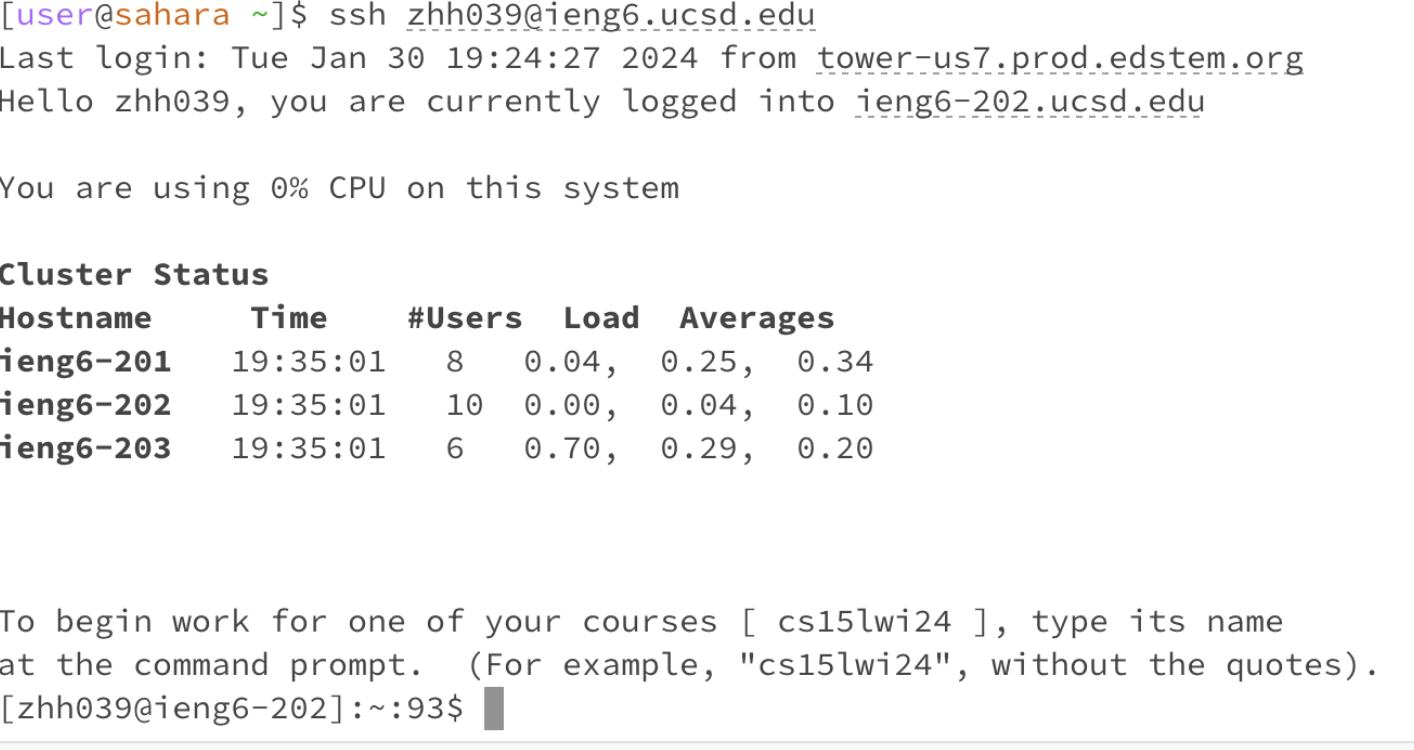 [user@sahara ~]$ ssh zhh039@ieng6.ucsd.edu
Last login: Tue Jan 30 19:24:27 2024 from tower-us7.prod.edstem.org
Hello zhh039, you are currently logged into ieng6-202.ucsd.edu
You are using 0% CPU on this system
Cluster Status
Hostname     Time    #Users  Load  Averages
ieng6-201   19:35:01   8   0.04,  0.25,  0.34
ieng6-202   19:35:01   10  0.00,  0.04,  0.10
ieng6-203   19:35:01   6   0.70,  0.29,  0.20
To begin work for one of your courses [ cs15lwi24 ], type its name
at the command prompt.  (For example, "cs15lwi24", without the quotes).
[zhh039@ieng6-202]:~:93$